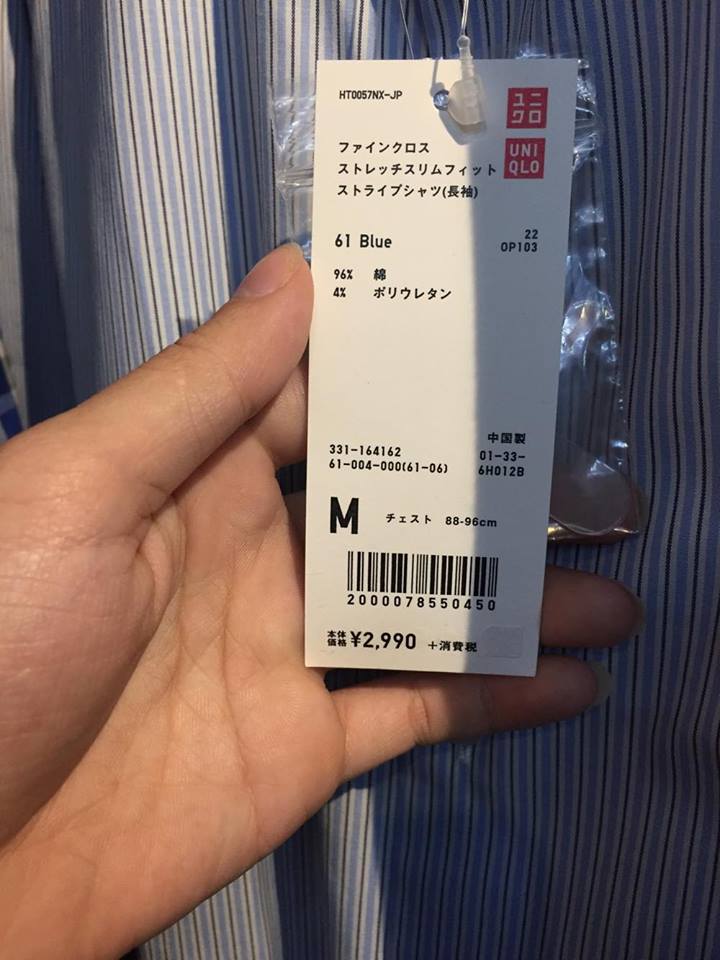 HT0057NX-JP
ユニ
クロ
UNI
QLO
ファインクロス
ストレッチスリムフィット
ストライプシャツ(長袖)
61 Blue
22
OP103
96% 綿
4% ポリウレタン
中国製
331-164162
01-33-
61-004-000(61-06)
6H012B
M チェスト 88-96cm
2000078550450
本体
価格 ¥2,990 +消費税